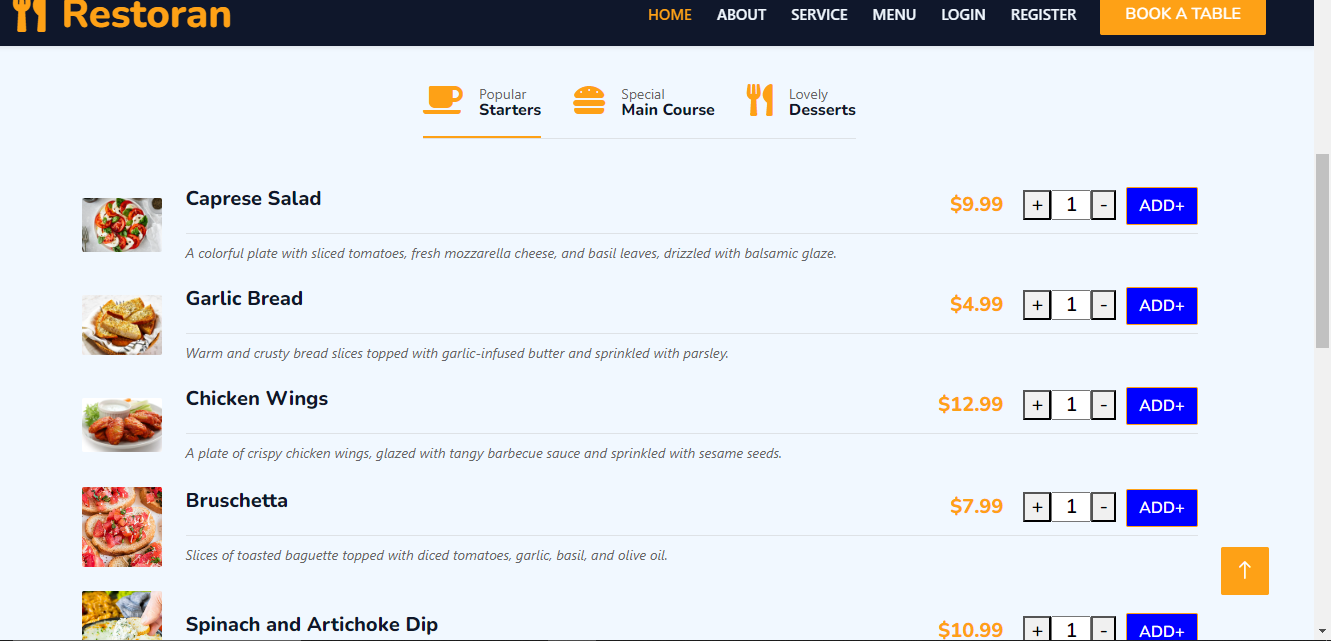 Restoran
HOME ABOUT SERVICE MENU LOGIN REGISTER BOOK A TABLE
Popular
Starters
Special
Main Course
Lovely
Desserts
Caprese Salad $9.99 + 1 - ADD+
A colorful plate with sliced tomatoes, fresh mozzarella cheese, and basil leaves, drizzled with balsamic glaze.
Garlic Bread $4.99 + 1 - ADD+
Warm and crusty bread slices topped with garlic-infused butter and sprinkled with parsley.
Chicken Wings $12.99 + 1 - ADD+
A plate of crispy chicken wings, glazed with tangy barbecue sauce and sprinkled with sesame seeds.
Bruschetta $7.99 + 1 - ADD+
Slices of toasted baguette topped with diced tomatoes, garlic, basil, and olive oil.
Spinach and Artichoke Dip $10.99 + 1 - ADD+